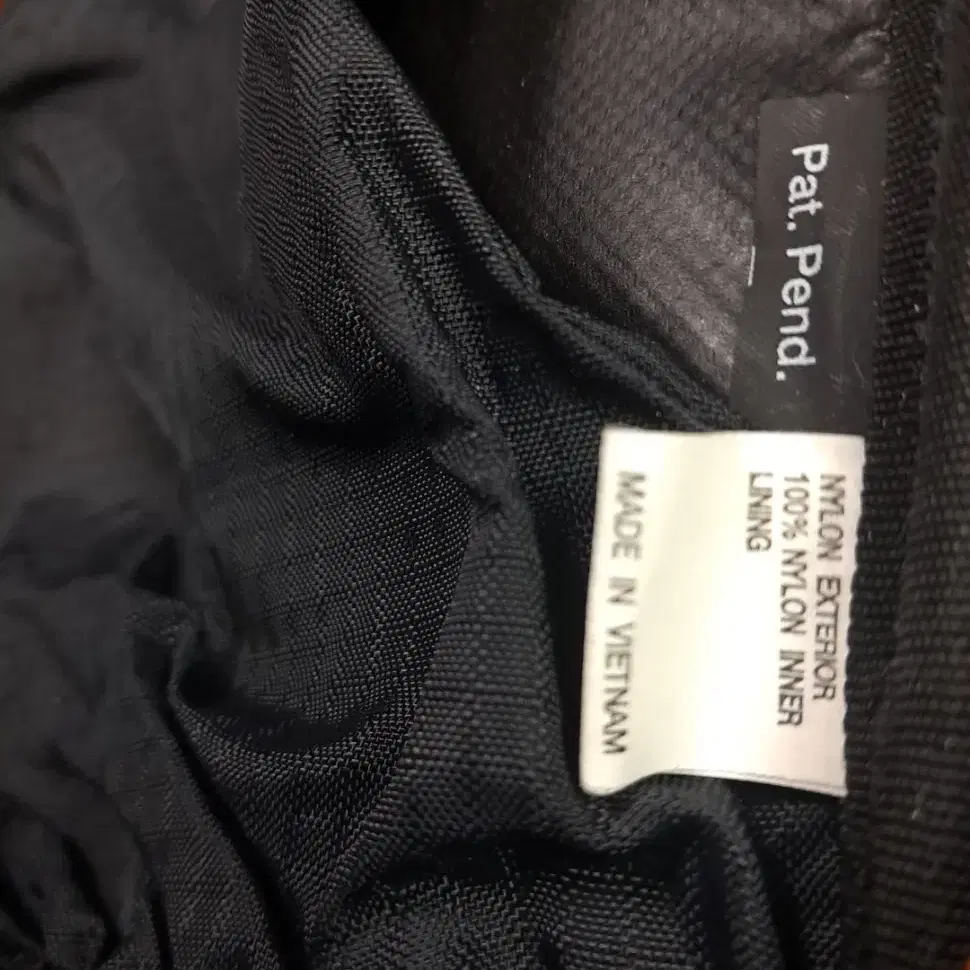 Pat. Pend.
NYLON EXTERIOR
100% NYLON INNER
LINING
MADE IN VIETNAM